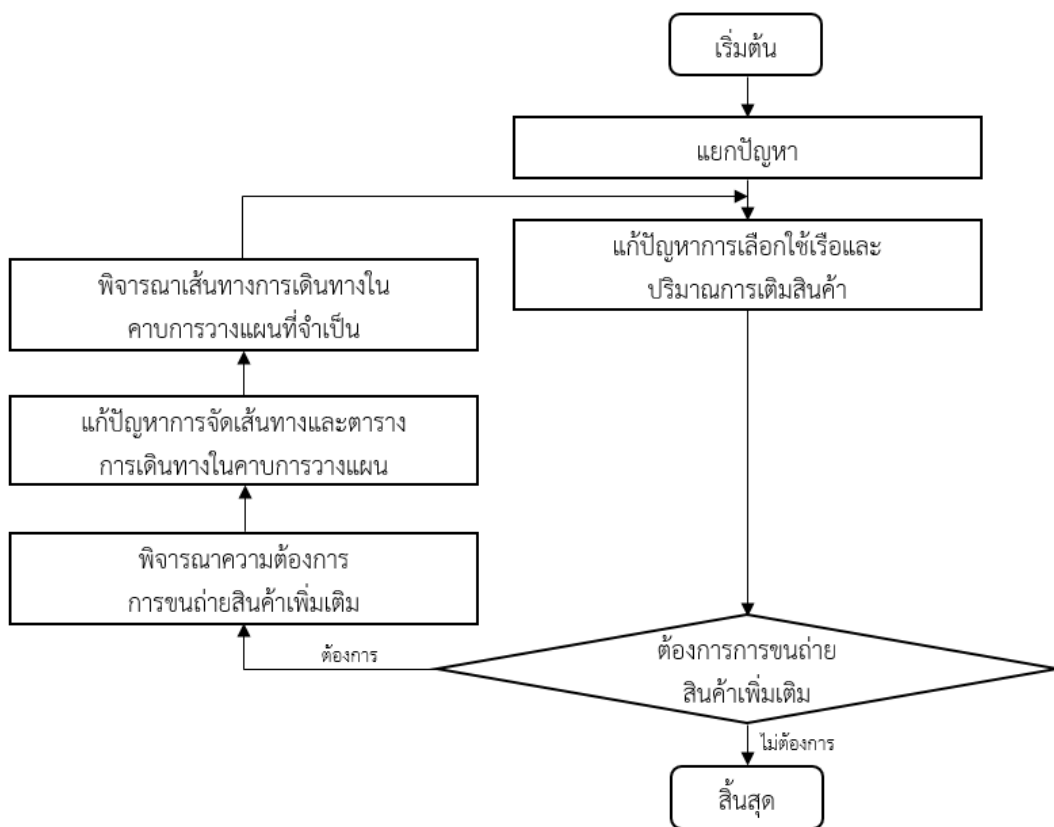 เริ่มต้น
แยกปัญหา
แก้ปัญหาการเลือกใช้เรือและ
ปริมาณการเติมสินค้า
พิจารณาเส้นทางการเดินทางใน
คาบการวางแผนที่จำเป็น
แก้ปัญหาการจัดเส้นทางและตาราง
การเดินทางในคาบการวางแผน
พิจารณาความต้องการ
การขนถ่ายสินค้าเพิ่มเติม
ต้องการ
ต้องการการขนถ่าย
สินค้าเพิ่มเติม
ไม่ต้องการ
สิ้นสุด